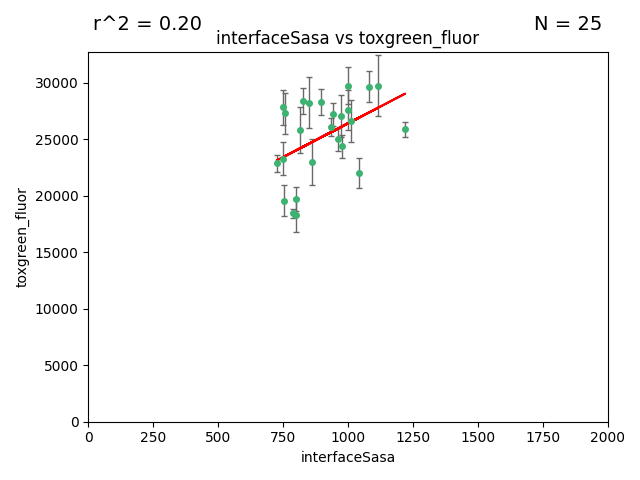 r^2 = 0.20
N = 25
interfaceSasa vs toxgreen_fluor
toxgreen_fluor
30000
25000
20000
15000
10000
5000
0
0 250 500 750 1000 1250 1500 1750 2000
interfaceSasa